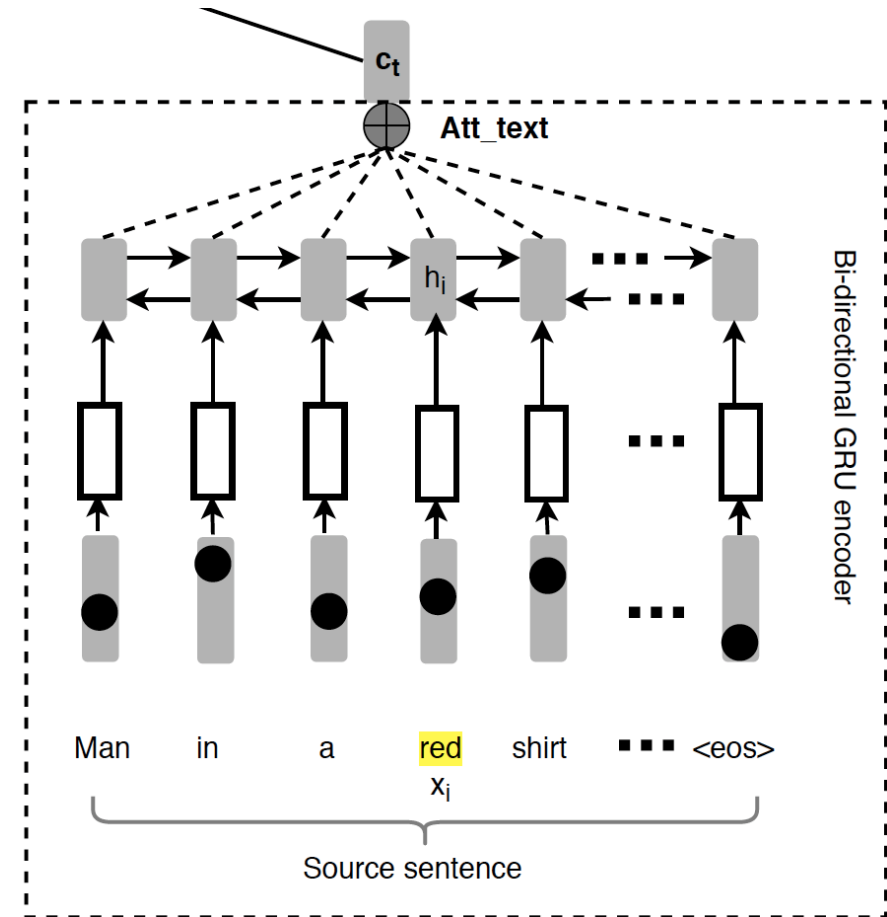 c_t
Att_text
h_i
Bi-directional GRU encoder
Man in a red shirt ... <eos>
x_i
Source sentence